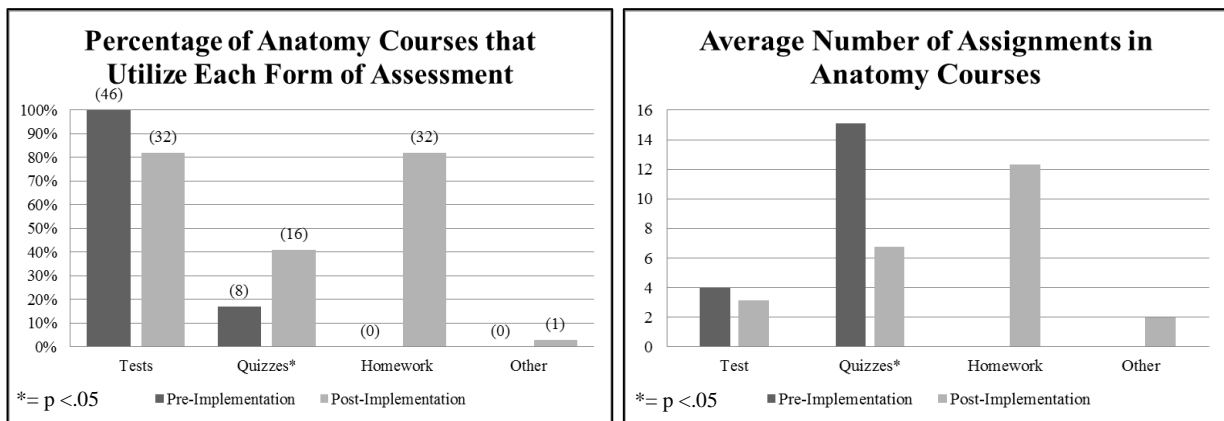 Percentage of Anatomy Courses that
Utilize Each Form of Assessment
(46)
100%
90%
80%
70%
60%
50%
40%
30%
20%
10%
0%
(32)
(32)
(16)
(8)
(0)
(0)
(1)
Tests
Quizzes*
Homework
Other
*= p <.05
Pre-Implementation
Post-Implementation
Average Number of Assignments in
Anatomy Courses
16
14
12
10
8
6
4
2
0
Test
Quizzes*
Homework
Other
*= p <.05
Pre-Implementation
Post-Implementation